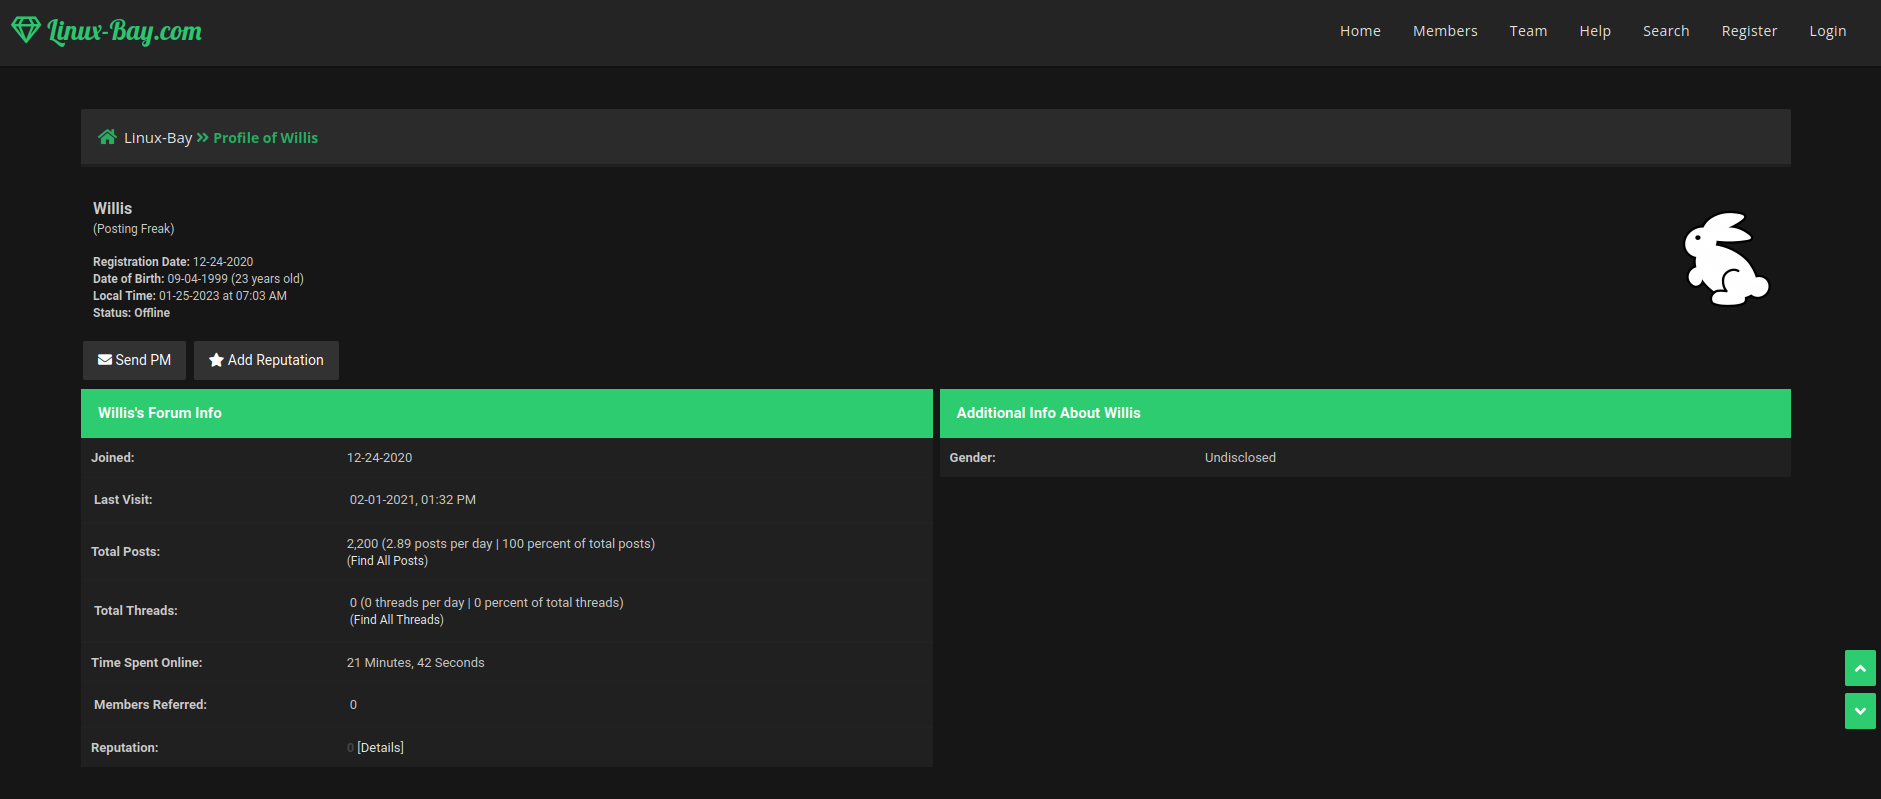 Linux-Bay.com
Home Members Team Help Search Register Login
Linux-Bay Profile of Willis
Willis
(Posting Freak)
Registration Date: 12-24-2020
Date of Birth: 09-04-1999 (23 years old)
Local Time: 01-25-2023 at 07:03 AM
Status: Offline
Send PM Add Reputation
Willis's Forum Info
Joined: 12-24-2020
Last Visit: 02-01-2021, 01:32 PM
Total Posts: 2,200 (2.89 posts per day | 100 percent of total posts)
(Find All Posts)
Total Threads: 0 (0 threads per day | 0 percent of total threads)
(Find All Threads)
Time Spent Online: 21 Minutes, 42 Seconds
Members Referred: 0
Reputation: 0 [Details]
Additional Info About Willis
Gender: Undisclosed